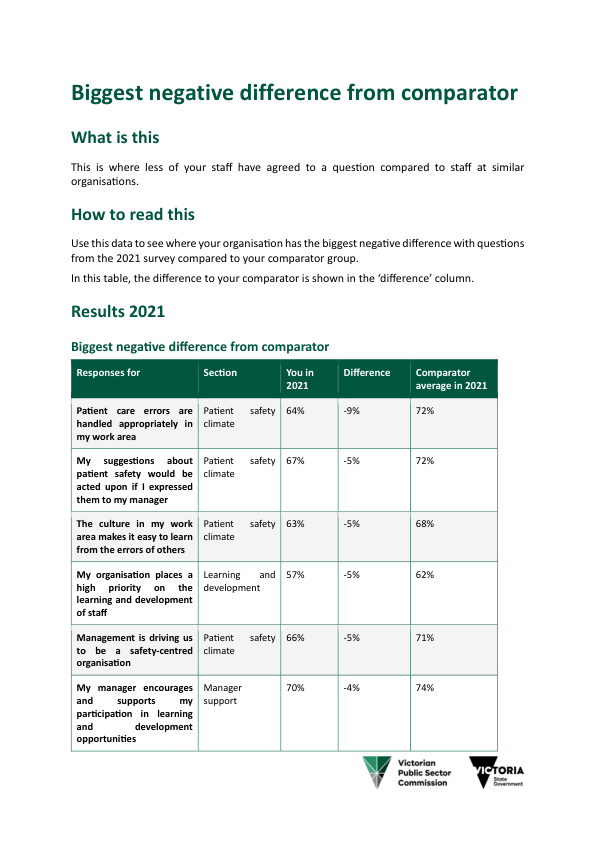 Biggest negative difference from comparator
What is this
This is where less of your staff have agreed to a question compared to staff at similar
organisations.
How to read this
Use this data to see where your organisation has the biggest negative difference with questions
from the 2021 survey compared to your comparator group.
In this table, the difference to your comparator is shown in the ‘difference’ column.
Results 2021
Biggest negative difference from comparator
Responses for Section You in Difference Comparator
2021 average in 2021
Patient care errors are Patient safety 64% -9% 72%
handled appropriately in climate
my work area
My suggestions about Patient safety 67% -5% 72%
patient safety would be climate
acted upon if I expressed
them to my manager
The culture in my work Patient safety 63% -5% 68%
area makes it easy to learn climate
from the errors of others
My organisation places a Learning and 57% -5% 62%
high priority on the development
learning and development
of staff
Management is driving us Patient safety 66% -5% 71%
to be a safety-centred climate
organisation
My manager encourages Manager 70% -4% 74%
and supports my support
participation in learning
and development
opportunities
Victorian
Public Sector
Commission
VICTORIA
State
Government